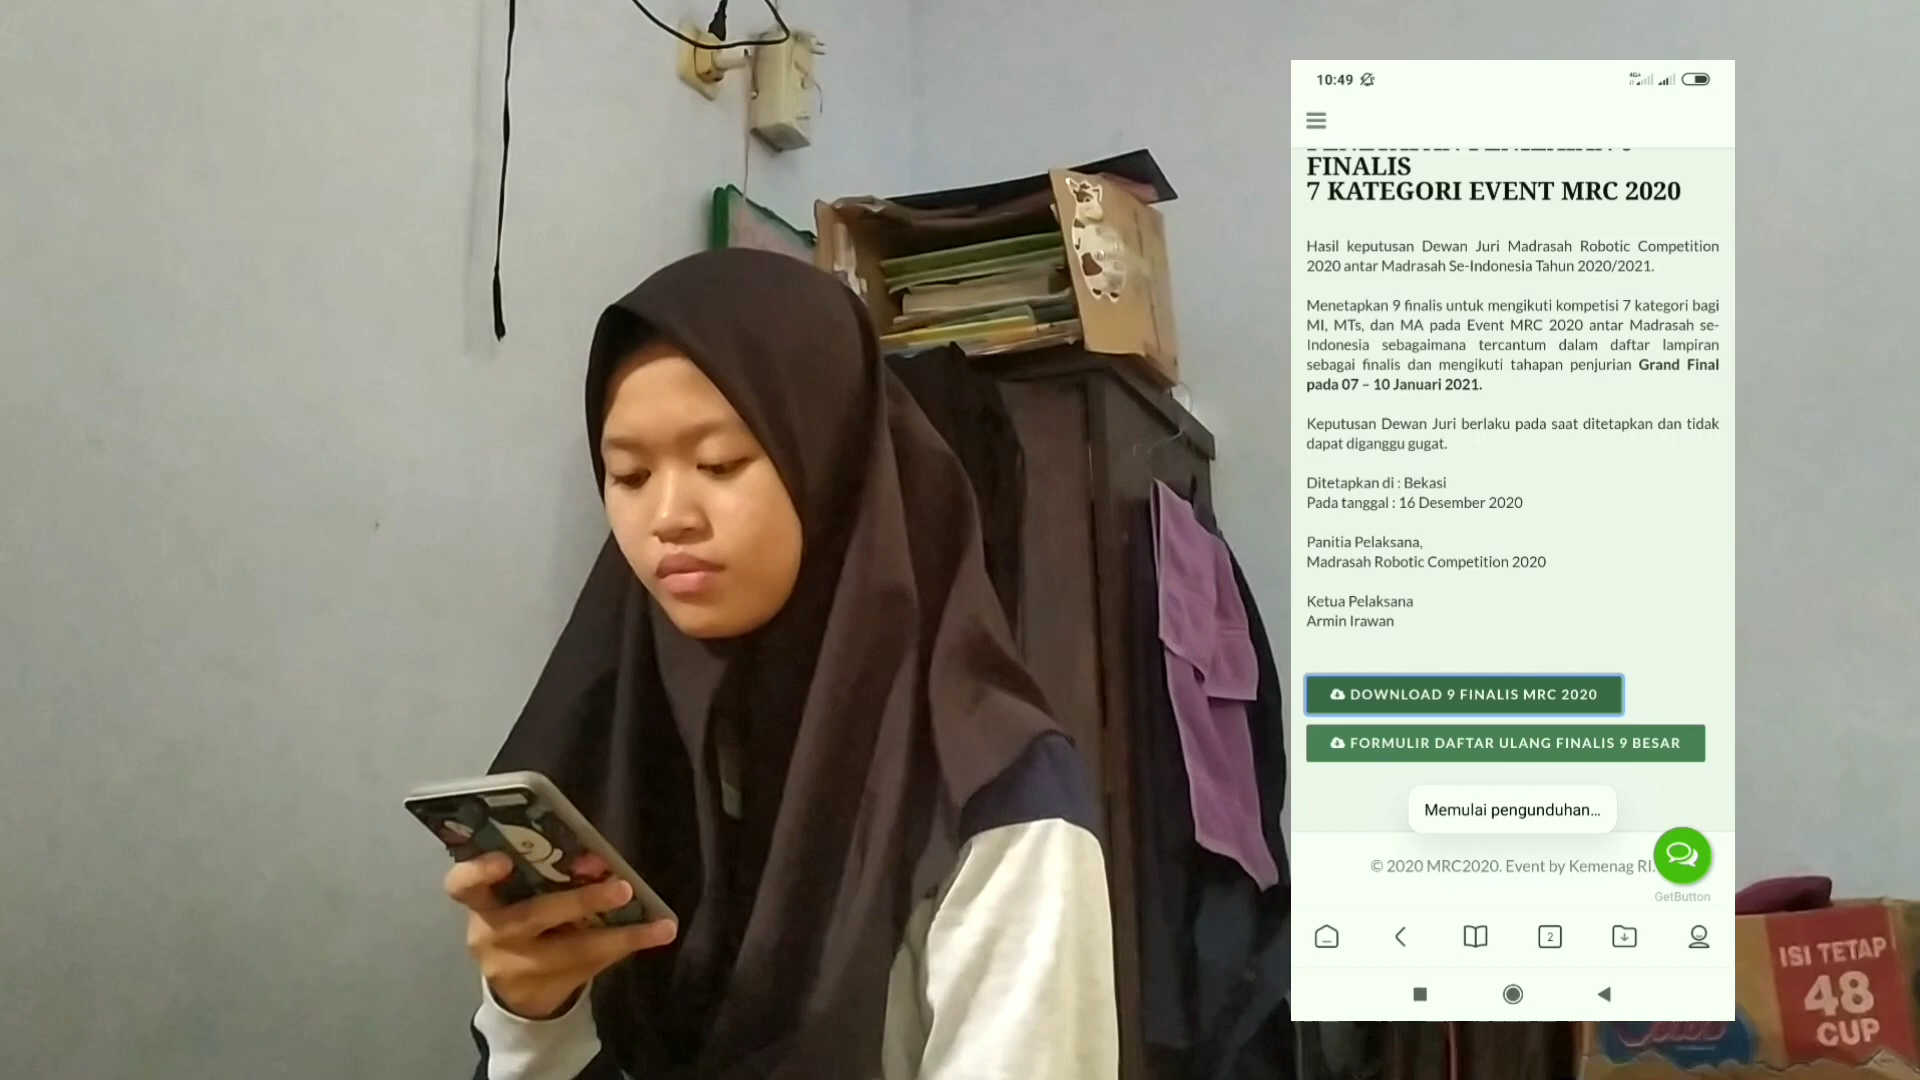 10:49
4G+
FINALIS
7 KATEGORI EVENT MRC 2020
Hasil keputusan Dewan Juri Madrasah Robotic Competition
2020 antar Madrasah Se-Indonesia Tahun 2020/2021.
Menetapkan 9 finalis untuk mengikuti kompetisi 7 kategori bagi
MI, MTs, dan MA pada Event MRC 2020 antar Madrasah se-
Indonesia sebagaimana tercantum dalam daftar lampiran
sebagai finalis dan mengikuti tahapan penjurian Grand Final
pada 07 – 10 Januari 2021.
Keputusan Dewan Juri berlaku pada saat ditetapkan dan tidak
dapat diganggu gugat.
Ditetapkan di : Bekasi
Pada tanggal : 16 Desember 2020
Panitia Pelaksana,
Madrasah Robotic Competition 2020
Ketua Pelaksana
Armin Irawan
DOWNLOAD 9 FINALIS MRC 2020
FORMULIR DAFTAR ULANG FINALIS 9 BESAR
Memulai pengunduhan...
© 2020 MRC2020. Event by Kemenag RI.
GetButton
2
ISI TETAP
48
CUP